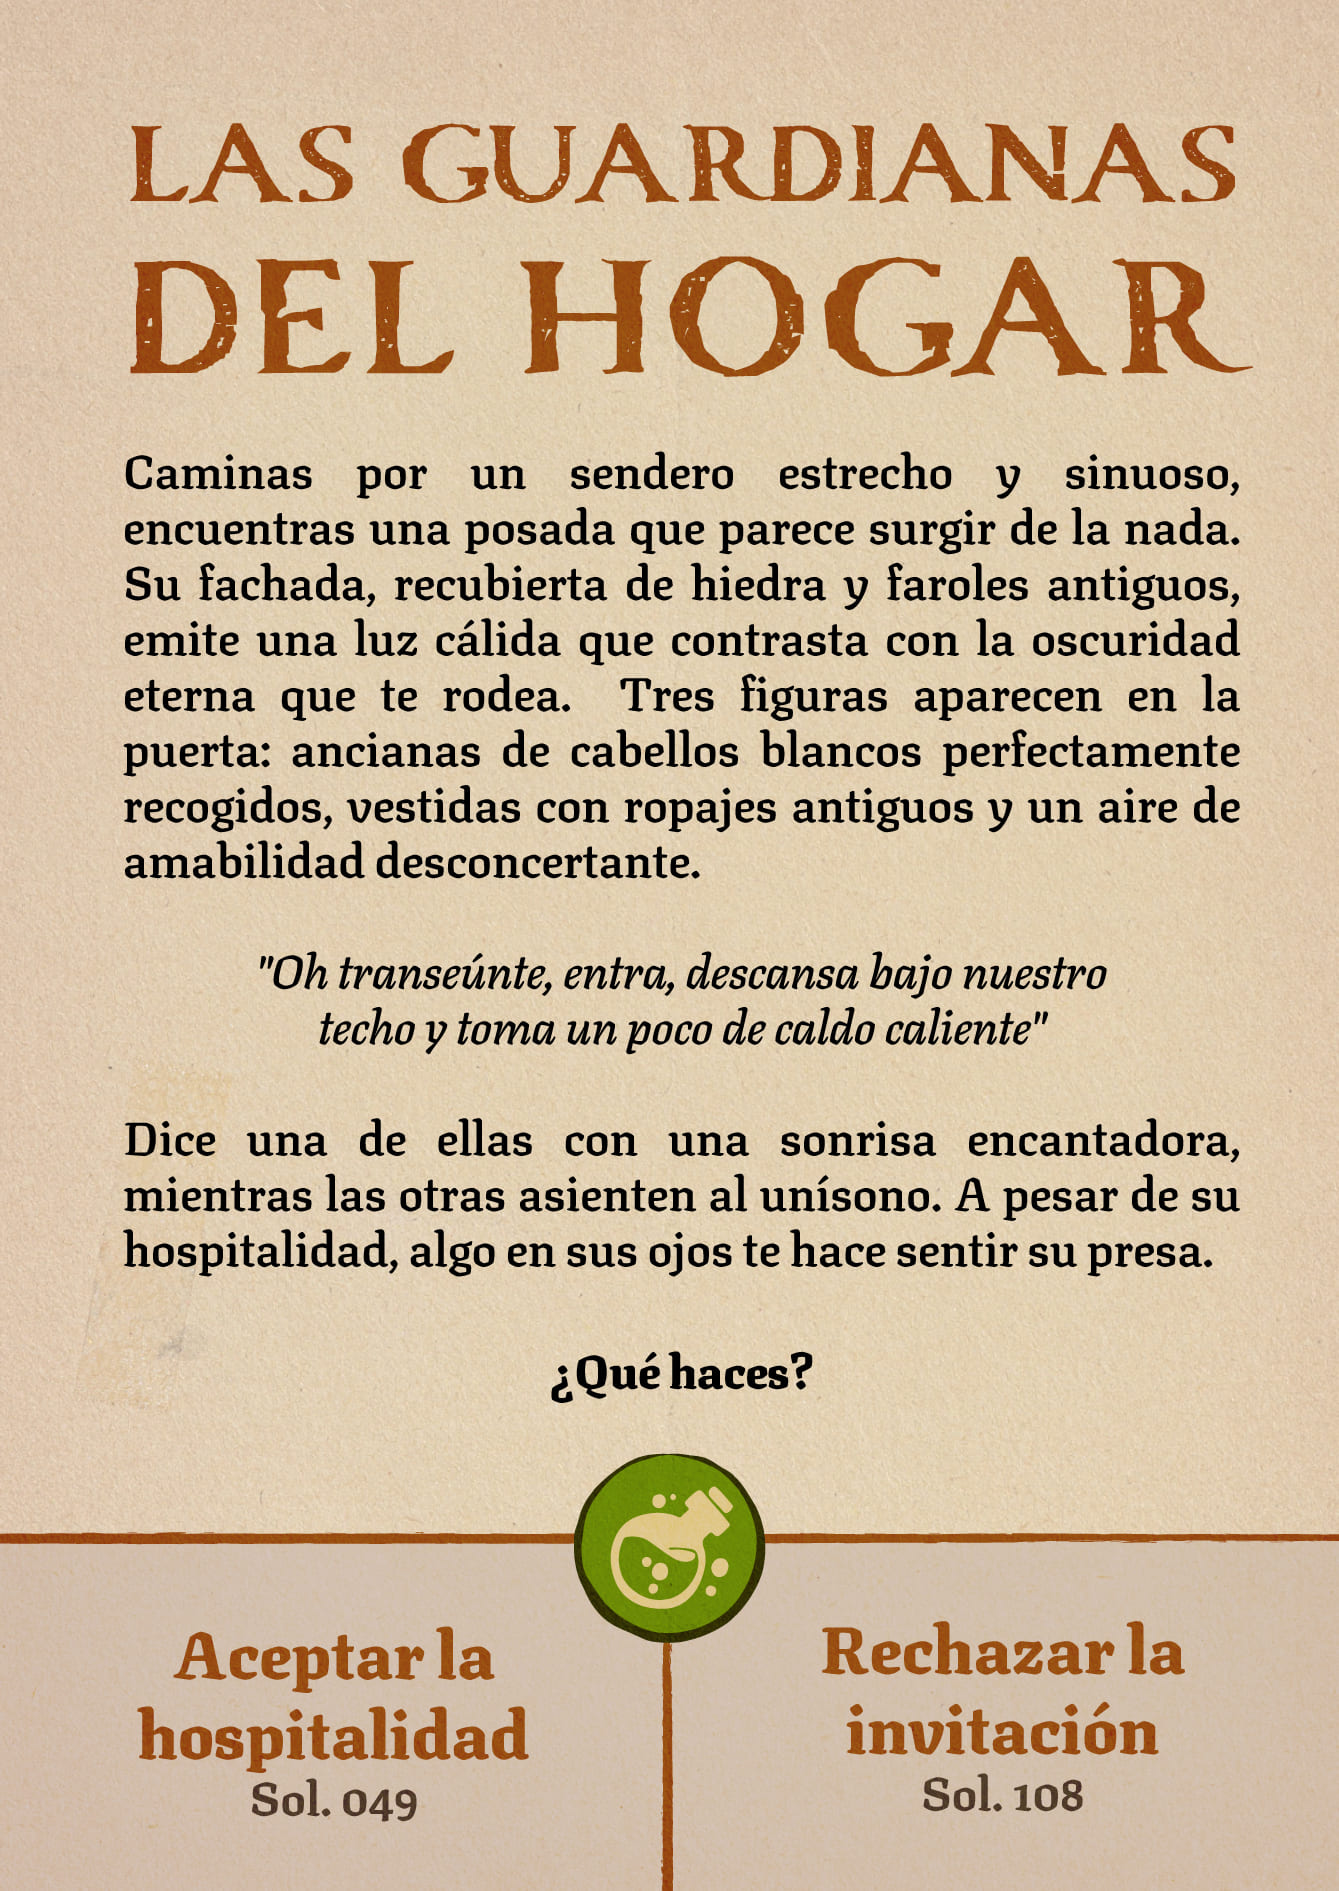 LAS GUARDIANAS
DEL HOGAR
Caminas por un sendero estrecho y sinuoso,
encuentras una posada que parece surgir de la nada.
Su fachada, recubierta de hiedra y faroles antiguos,
emite una luz cálida que contrasta con la oscuridad
eterna que te rodea. Tres figuras aparecen en la
puerta: ancianas de cabellos blancos perfectamente
recogidos, vestidas con ropajes antiguos y un aire de
amabilidad desconcertante.
"Oh transeúnte, entra, descansa bajo nuestro
techo y toma un poco de caldo caliente"
Dice una de ellas con una sonrisa encantadora,
mientras las otras asienten al unísono. A pesar de su
hospitalidad, algo en sus ojos te hace sentir su presa.
¿Qué haces?
Aceptar la
hospitalidad
Sol. 049
Rechazar la
invitación
Sol. 108